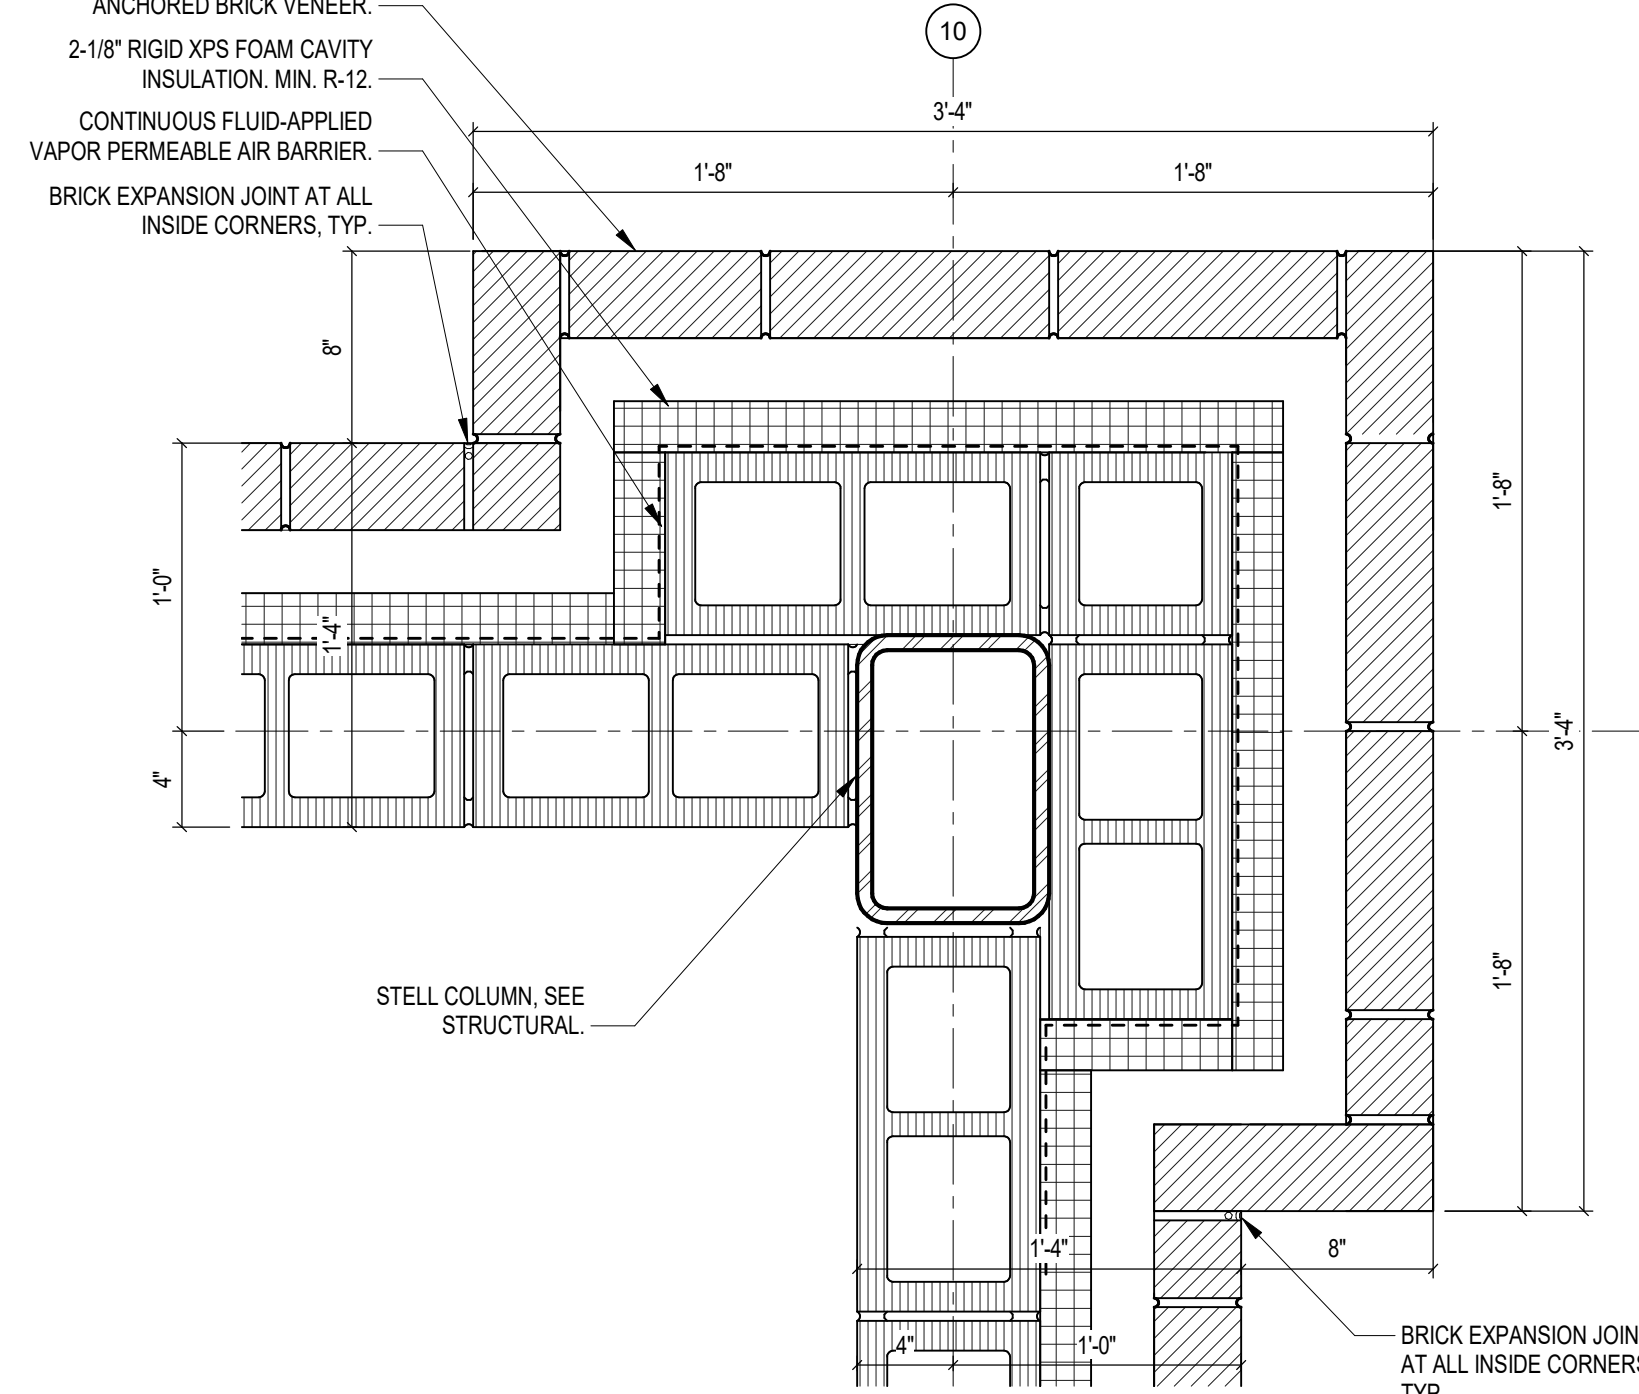 ANCHORED BRICK VENEER.
2-1/8" RIGID XPS FOAM CAVITY
INSULATION. MIN. R-12.
CONTINUOUS FLUID-APPLIED
VAPOR PERMEABLE AIR BARRIER.
BRICK EXPANSION JOINT AT ALL
INSIDE CORNERS, TYP.
10
3'-4"
1'-8"
1'-8"
8"
1'-0"
1'-4"
4"
1'-8"
3'-4"
1'-8"
STELL COLUMN, SEE
STRUCTURAL.
1'-4"
8"
4"
1'-0"
BRICK EXPANSION JOIN
AT ALL INSIDE CORNERS
TYP